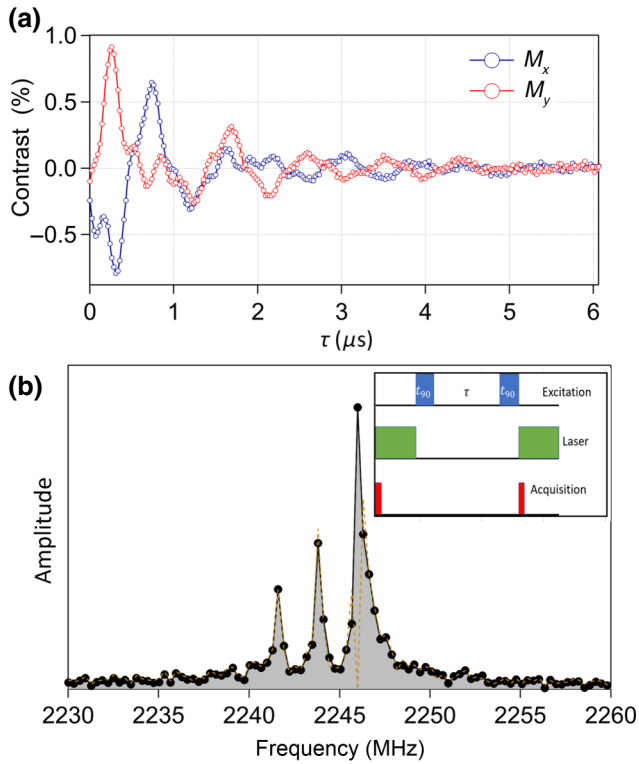 (a)
1.0
0.5
0.0
−0.5
Contrast (%)
Mx
My
0 1 2 3 4 5 6
τ (μs)
(b)
t90 τ t90 Excitation
Laser
Acquisition
Amplitude
2230 2235 2240 2245 2250 2255 2260
Frequency (MHz)